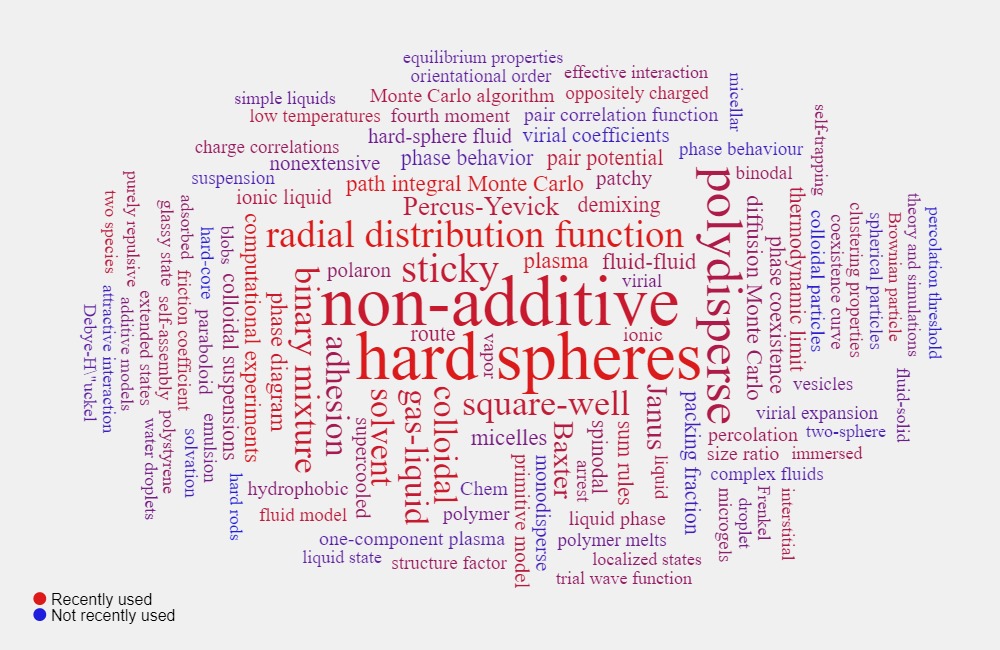 equilibrium properties
orientational order
effective interaction
simple liquids
Monte Carlo algorithm
oppositely charged
micellar
low temperatures
fourth moment
pair correlation function
self-trapping
charge correlations
hard-sphere fluid
virial coefficients
nonextensive
phase behavior
pair potential
phase behaviour
suspension
path integral Monte Carlo
patchy
binodal
ionic liquid
Percus-Yevick
demixing
polydisperse
radial distribution function
polaron
sticky
plasma
fluid-fluid
virial
non-additive
route
vapor
ionic
hard spheres
square-well
two species
purely repulsive
glassy state
adsorbed
hard-core
blobs
computational experiments
Debye-H\"uckel
attractive interaction
additive models
extended states
self-assembly
friction coefficient
paraboloid
colloidal suspensions
phase diagram
binary mixture
adhesion
water droplets
polystyrene
solvation
emulsion
hard rods
supercooled
solvent
gas-liquid
colloidal
diffusion Monte Carlo
phase coexistence
thermodynamic limit
colloidal particles
coexistence curve
clustering properties
spherical particles
Brownian particle
theory and simulations
percolation threshold
fluid-solid
vesicles
virial expansion
percolation
two-sphere
size ratio
immersed
complex fluids
Janus
packing fraction
micelles
Baxter
spinodal
sum rules
arrest
liquid
hydrophobic
Chem
primitive model
monodisperse
fluid model
polymer
liquid phase
microgels
droplet
Frenkel
interstitial
one-component plasma
polymer melts
liquid state
structure factor
localized states
trial wave function
Recently used
Not recently used